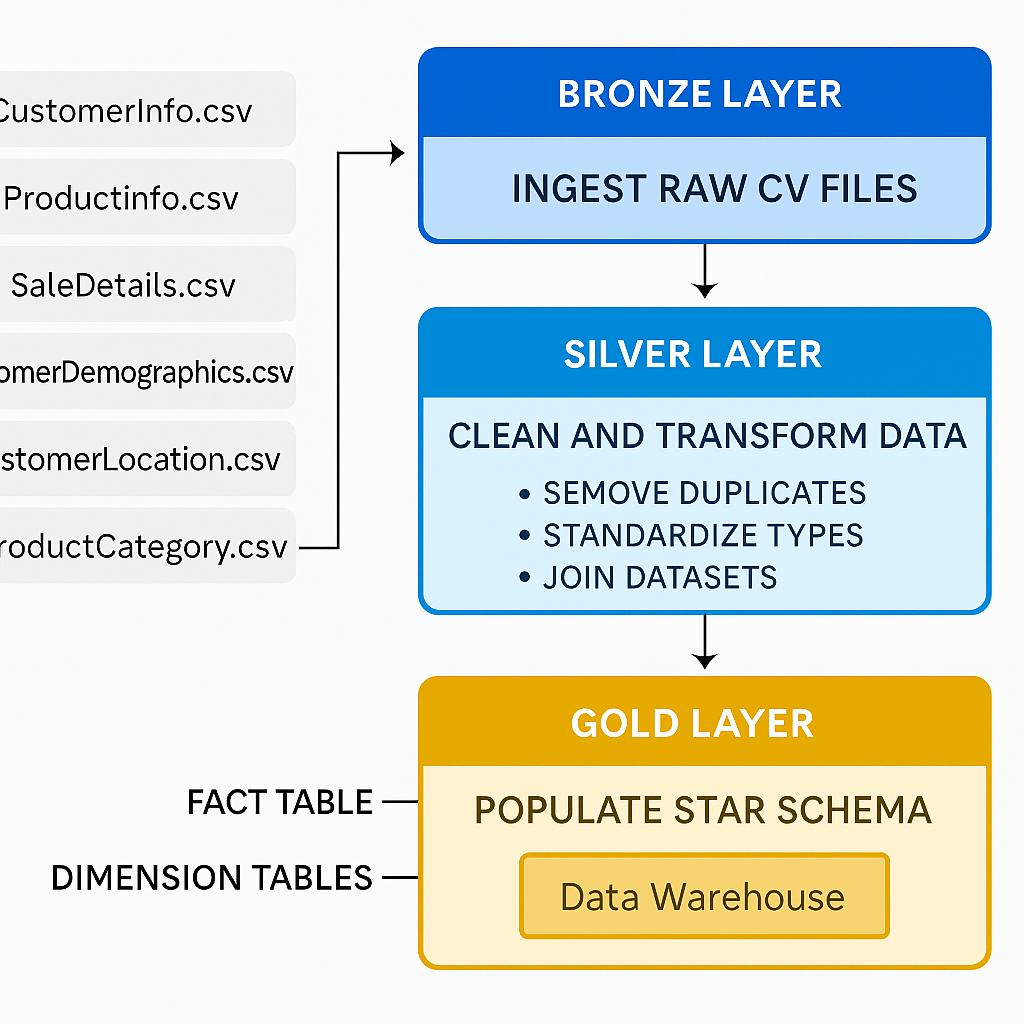 CustomerInfo.csv
Productinfo.csv
SaleDetails.csv
omerDemographics.csv
stomerLocation.csv
roductCategory.csv
BRONZE LAYER
INGEST RAW CV FILES
SILVER LAYER
CLEAN AND TRANSFORM DATA
• SEMOVE DUPLICATES
• STANDARDIZE TYPES
• JOIN DATASETS
GOLD LAYER
POPULATE STAR SCHEMA
Data Warehouse
FACT TABLE
DIMENSION TABLES